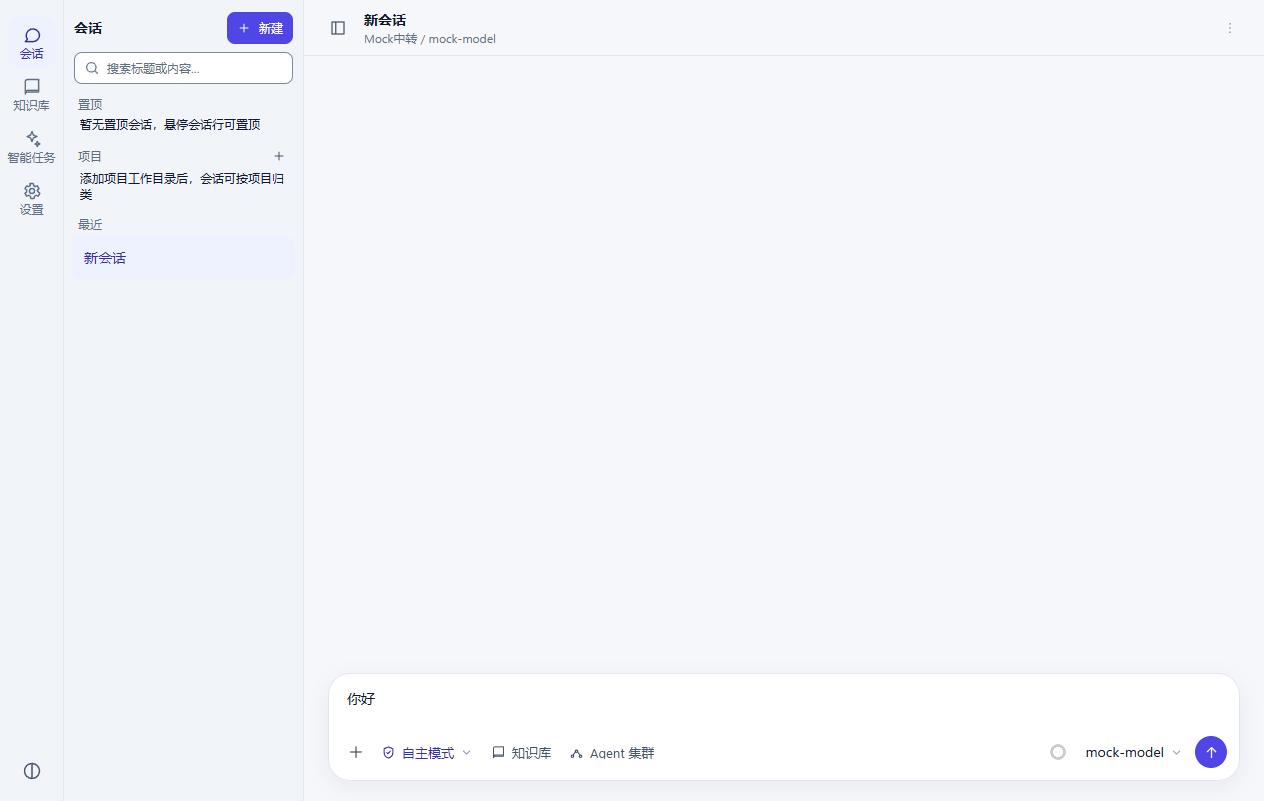 会话
知识库
智能任务
设置
会话
新建
搜索标题或内容...
置顶
暂无置顶会话，悬停会话行可置顶
项目
添加项目工作目录后，会话可按项目归
类
最近
新会话
新会话
Mock中转 / mock-model
你好
自主模式
知识库
Agent 集群
mock-model